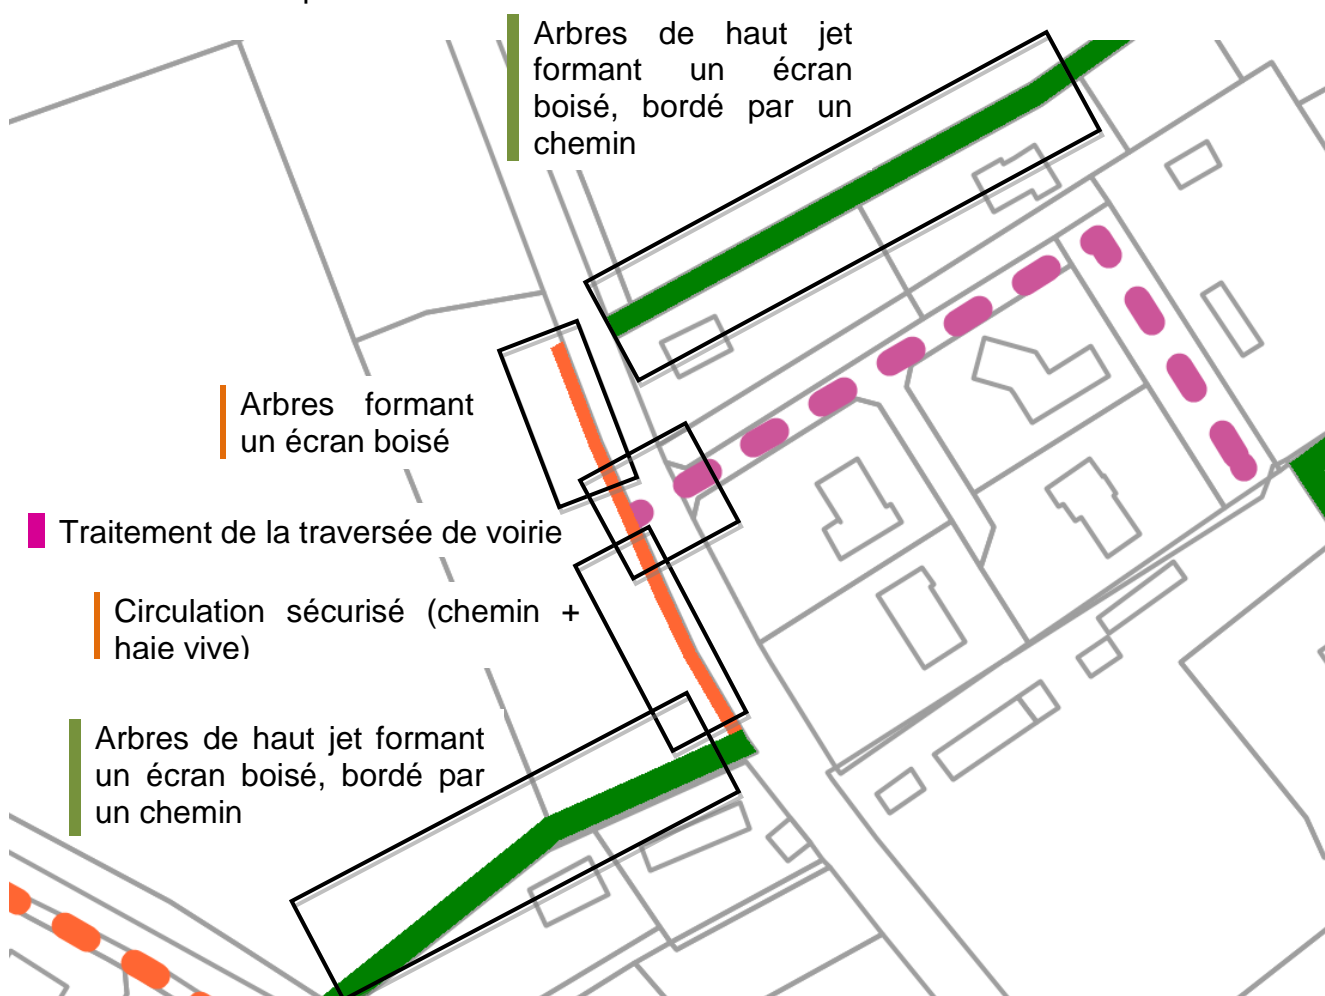 Arbres de haut jet
formant un écran
boisé, bordé par un
chemin
Arbres formant
un écran boisé
Traitement de la traversée de voirie
Circulation sécurisé (chemin +
haie vive)
Arbres de haut jet formant
un écran boisé, bordé par
un chemin